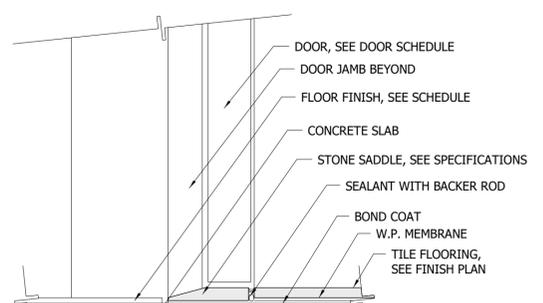 DOOR, SEE DOOR SCHEDULE
DOOR JAMB BEYOND
FLOOR FINISH, SEE SCHEDULE
CONCRETE SLAB
STONE SADDLE, SEE SPECIFICATIONS
SEALANT WITH BACKER ROD
BOND COAT
W.P. MEMBRANE
TILE FLOORING,
SEE FINISH PLAN